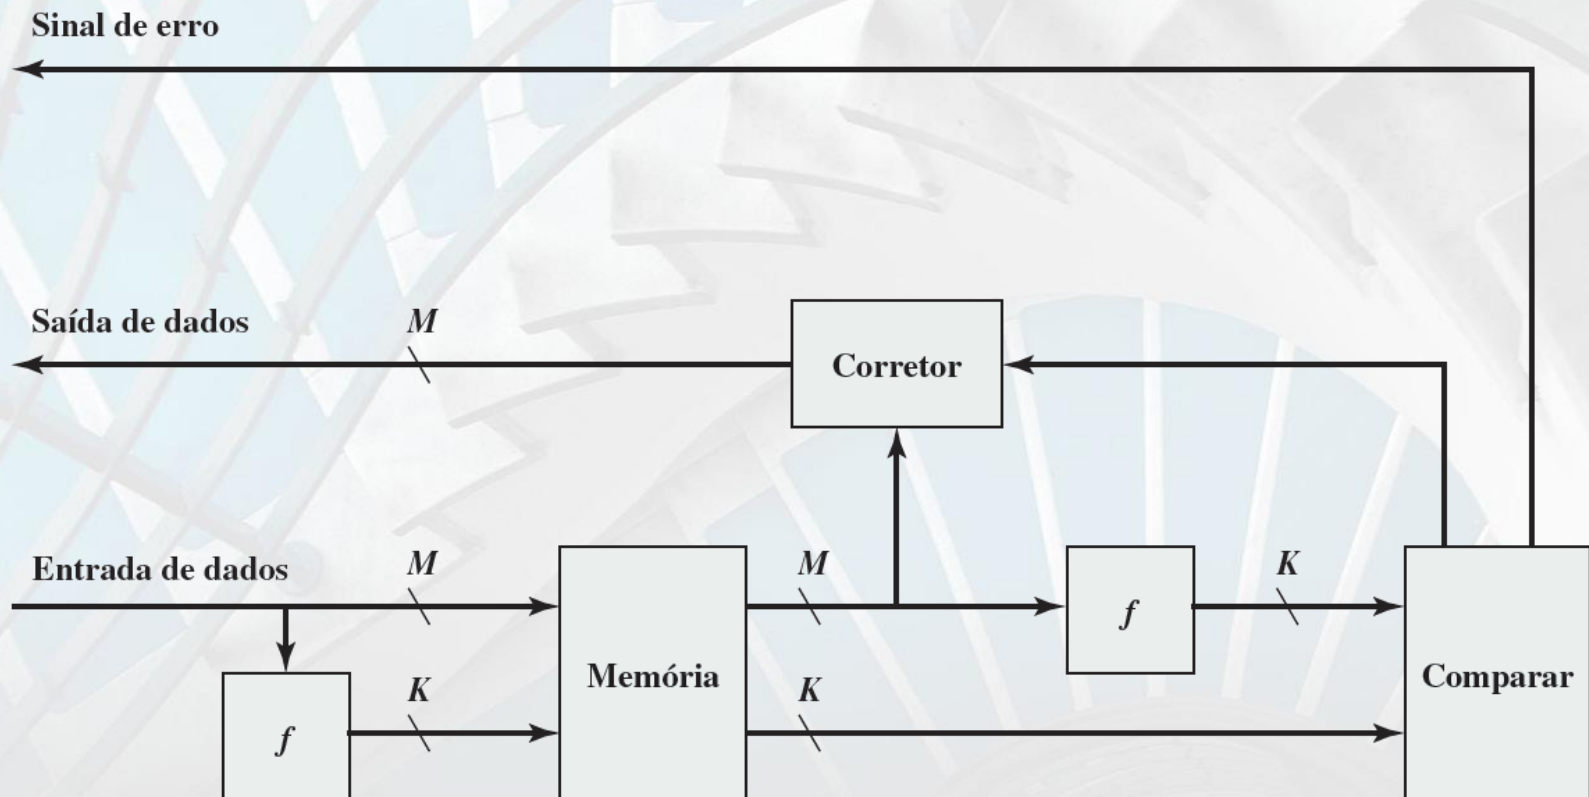 Sinal de erro
Saída de dados
M
Corretor
Entrada de dados
M
M
f
K
Memória
Comparar
f
K
K